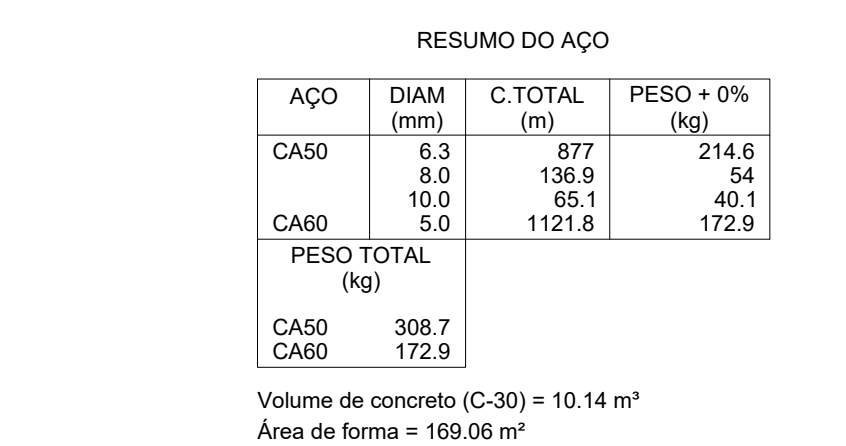 RESUMO DO AÇO
AÇO DIAM C.TOTAL PESO + 0%
(mm) (m) (kg)
CA50 6.3 877 214.6
8.0 136.9 54
10.0 65.1 40.1
CA60 5.0 1121.8 172.9
PESO TOTAL
(kg)
CA50 308.7
CA60 172.9
Volume de concreto (C-30) = 10.14 m³
Área de forma = 169.06 m²